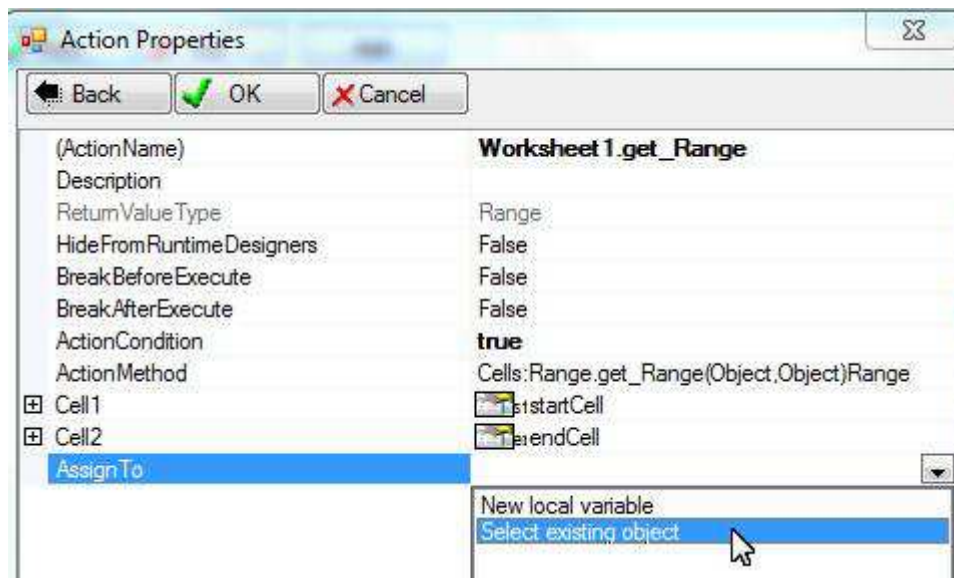 Action Properties
Back OK Cancel
(ActionName) Worksheet1.get_Range
Description
ReturnValueType Range
HideFromRuntimeDesigners False
BreakBeforeExecute False
BreakAfterExecute False
ActionCondition true
ActionMethod Cells:Range.get_Range(Object,Object)Range
Cell1 startCell
Cell2 endCell
AssignTo
New local variable
Select existing object